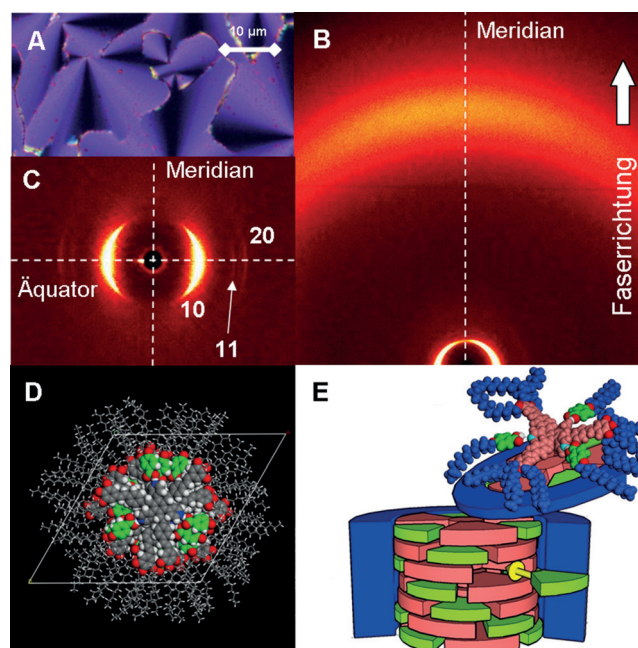 A
10 µm
B
Meridian
Faserrichtung
C
Meridian
20
Äquator
10
11
D
E